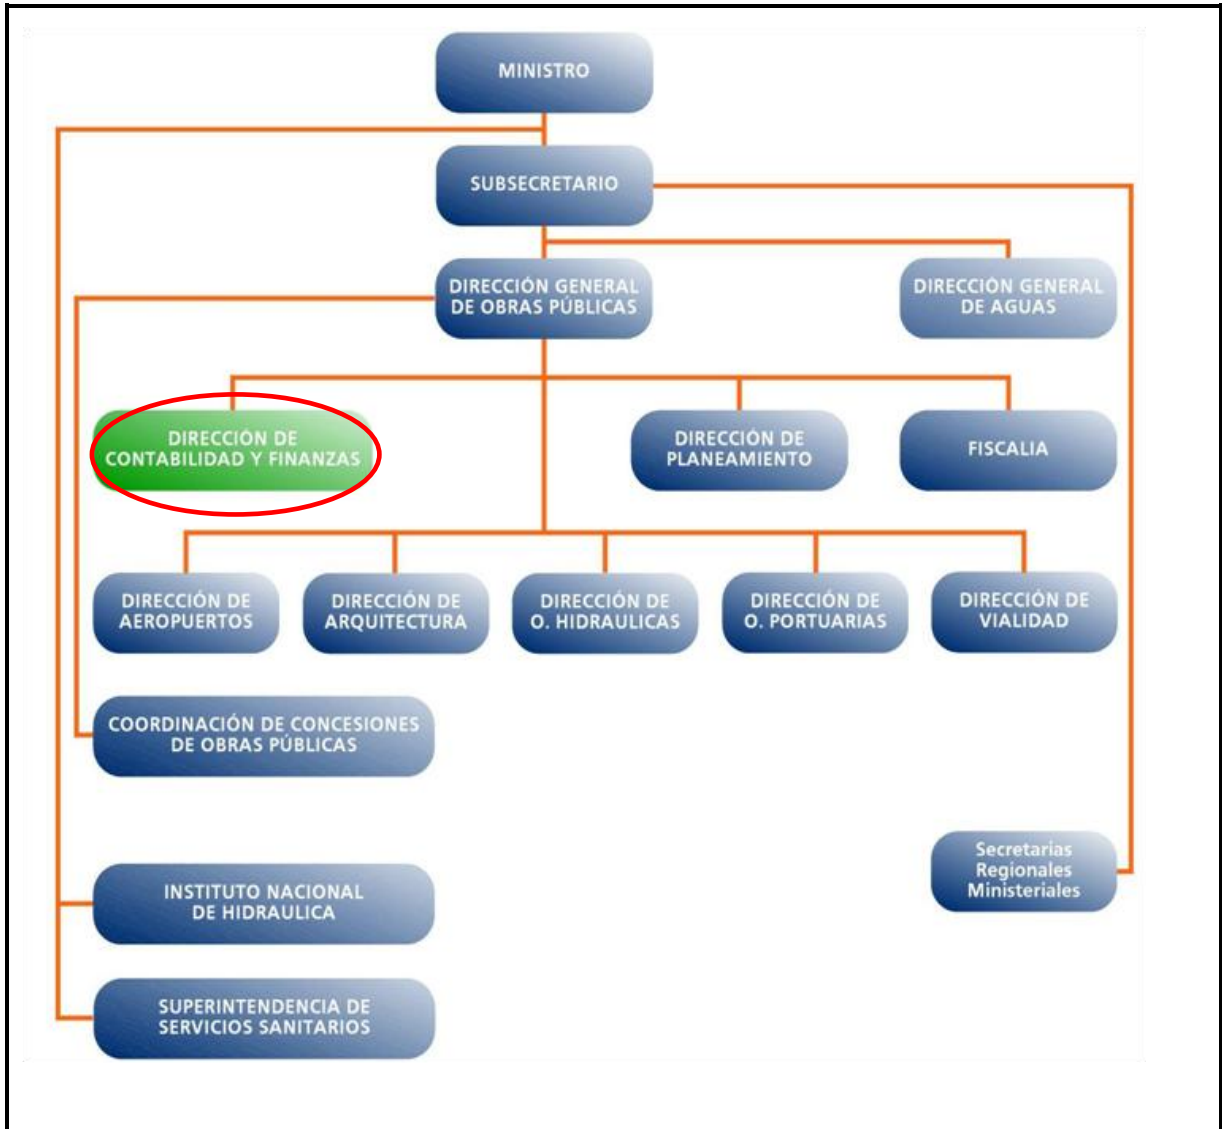 MINISTRO
SUBSECRETARIO
DIRECCIÓN GENERAL
DE OBRAS PÚBLICAS
DIRECCIÓN GENERAL
DE AGUAS
DIRECCIÓN DE
CONTABILIDAD Y FINANZAS
DIRECCIÓN DE
PLANEAMIENTO
FISCALIA
DIRECCIÓN DE
AEROPUERTOS
DIRECCIÓN DE
ARQUITECTURA
DIRECCIÓN DE
O. HIDRAULICAS
DIRECCIÓN DE
O. PORTUARIAS
DIRECCIÓN DE
VIALIDAD
COORDINACIÓN DE CONCESIONES
DE OBRAS PÚBLICAS
Secretarias
Regionales
Ministeriales
INSTITUTO NACIONAL
DE HIDRAULICA
SUPERINTENDENCIA DE
SERVICIOS SANITARIOS